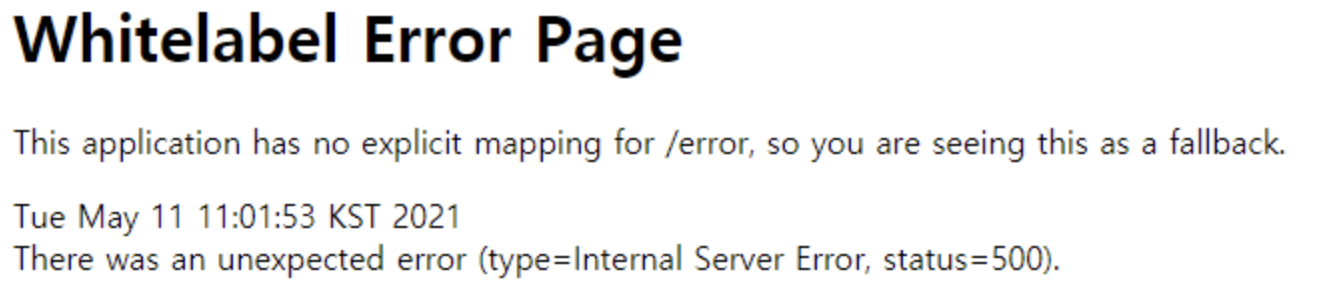 Whitelabel Error Page
This application has no explicit mapping for /error, so you are seeing this as a fallback.
Tue May 11 11:01:53 KST 2021
There was an unexpected error (type=Internal Server Error, status=500).